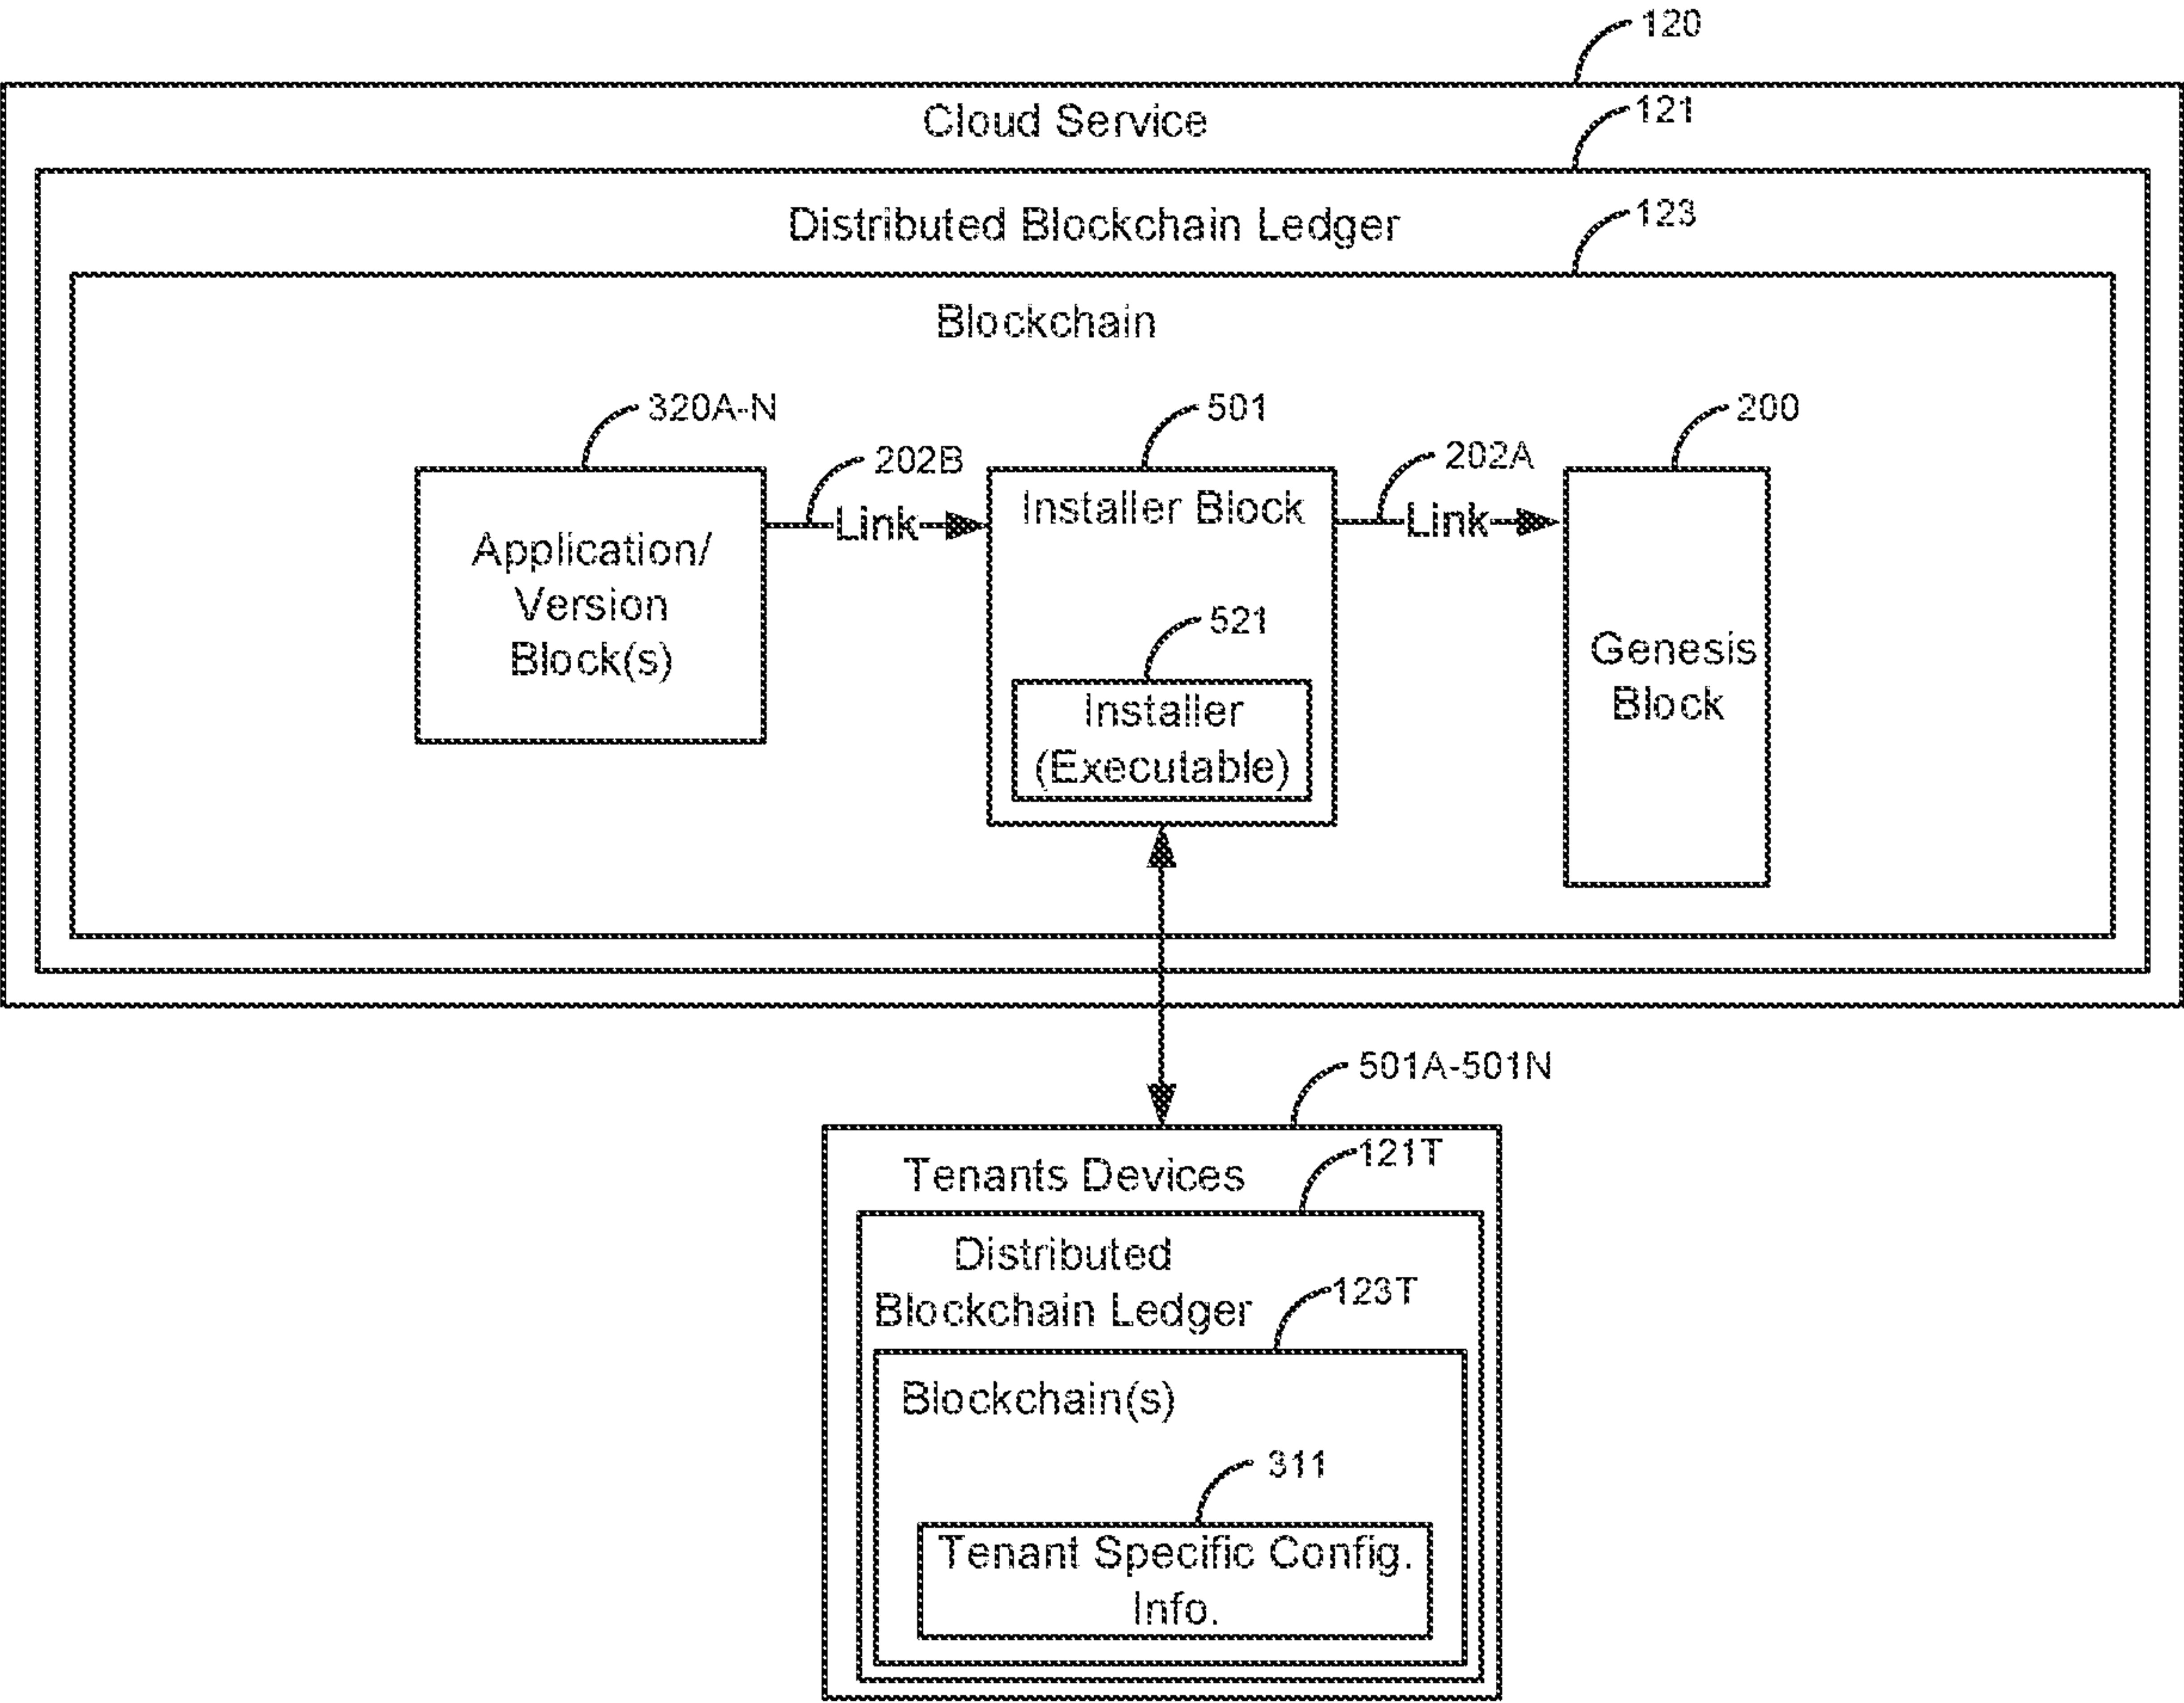 120
Cloud Service
121
Distributed Blockchain Ledger
123
Blockchain
320A-N
501
200
202B
202A
Link
Installer Block
Link
Application/
Version
Block(s)
521
Installer
(Executable)
Genesis
Block
501A-501N
Tenants Devices
121T
Distributed
Blockchain Ledger
123T
Blockchain(s)
311
Tenant Specific Config.
Info.